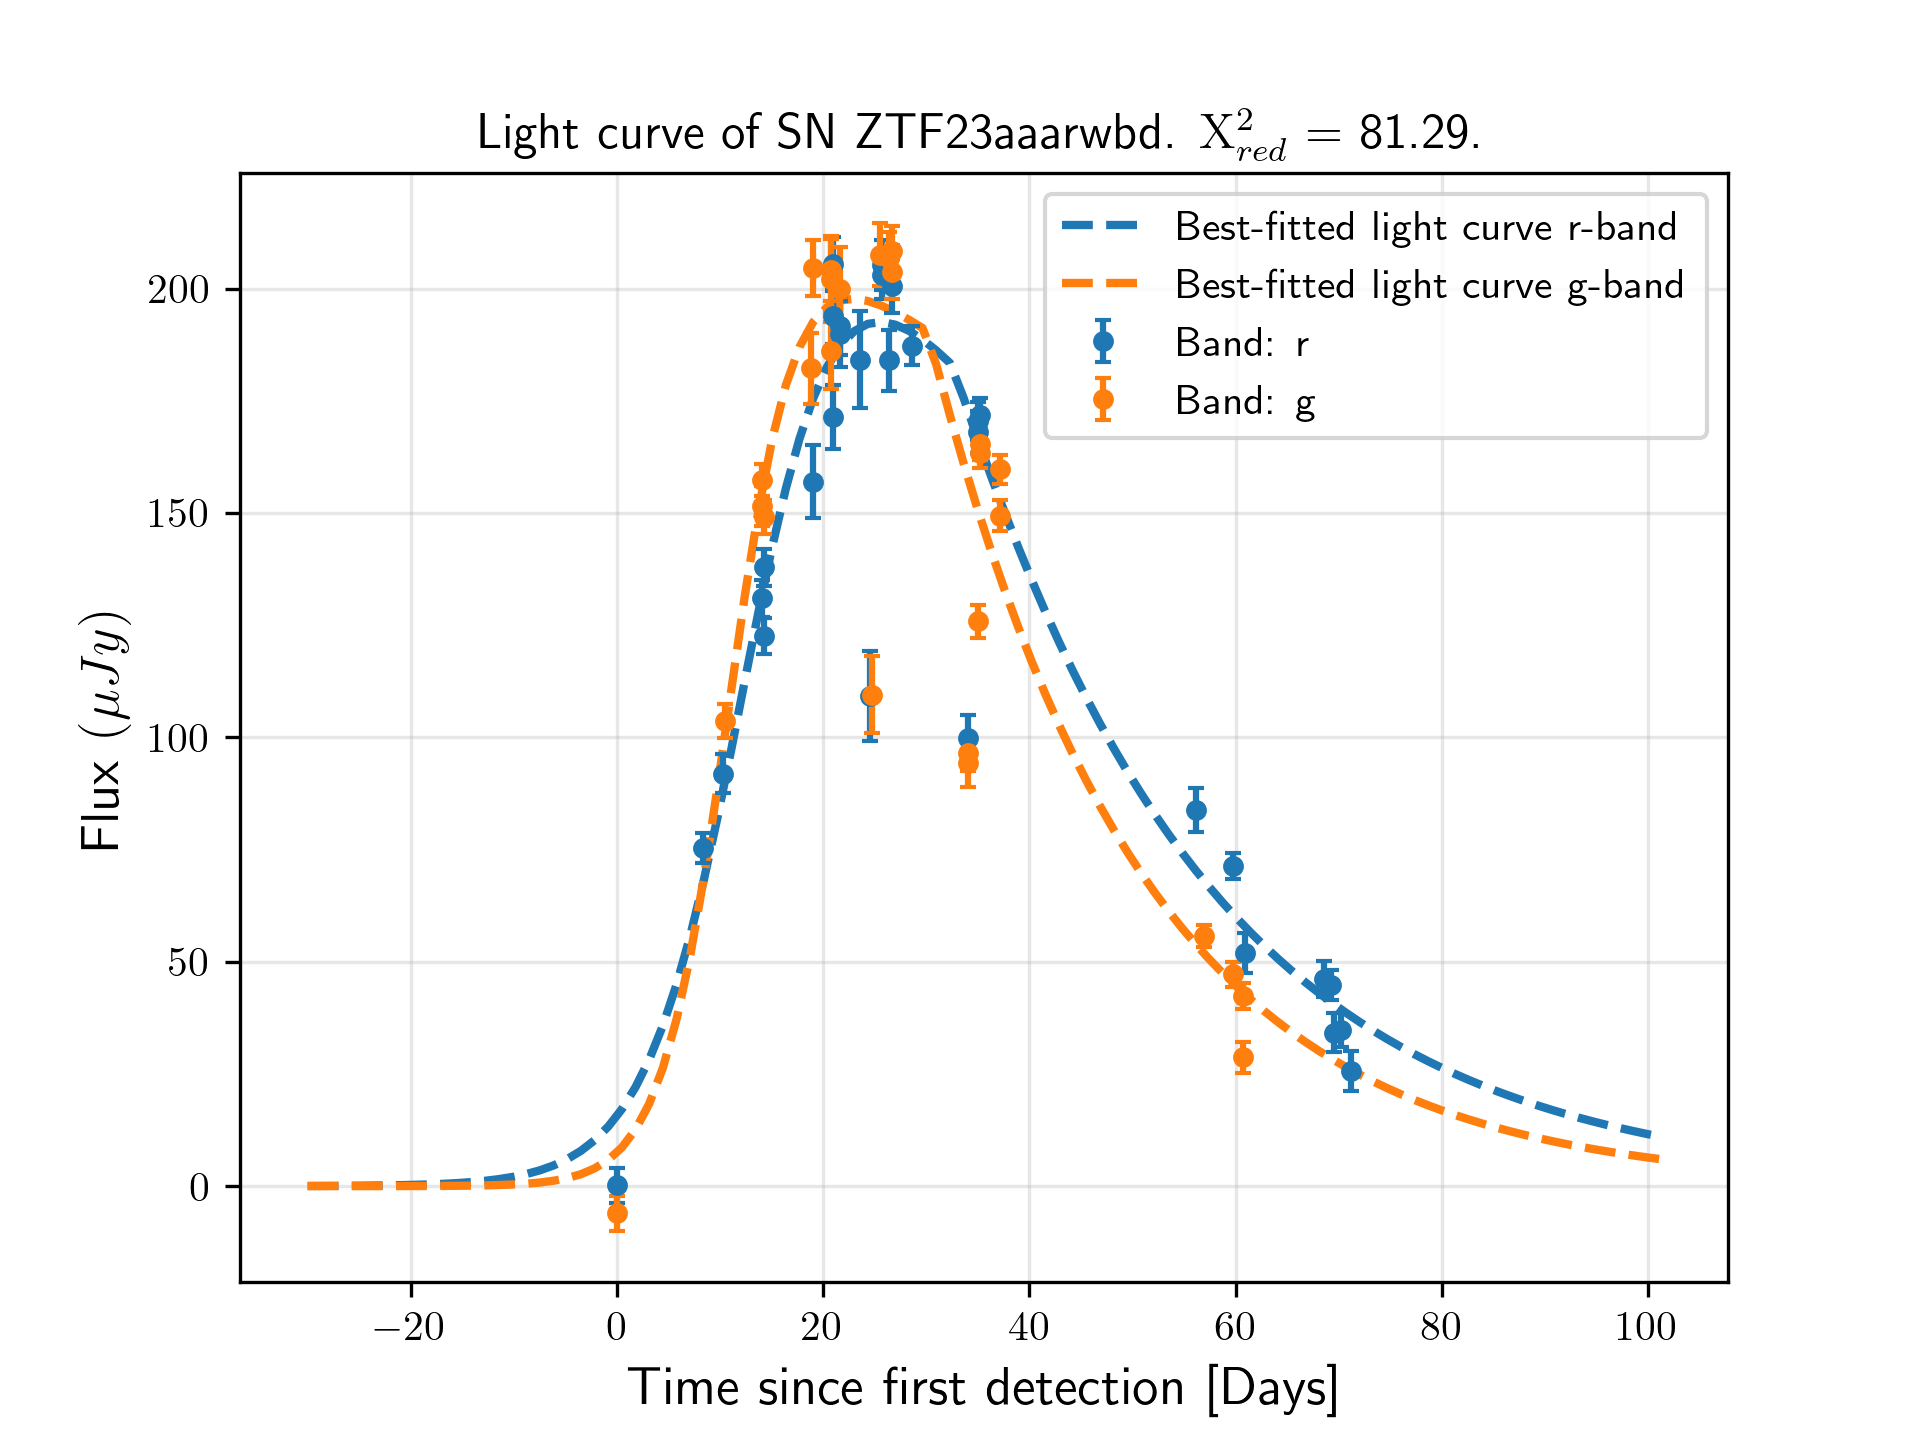 Light curve of SN ZTF23aaarwbd. X²_red = 81.29.
Best-fitted light curve r-band
Best-fitted light curve g-band
Band: r
Band: g
Flux (μJy)
200
150
100
50
0
−20 0 20 40 60 80 100
Time since first detection [Days]